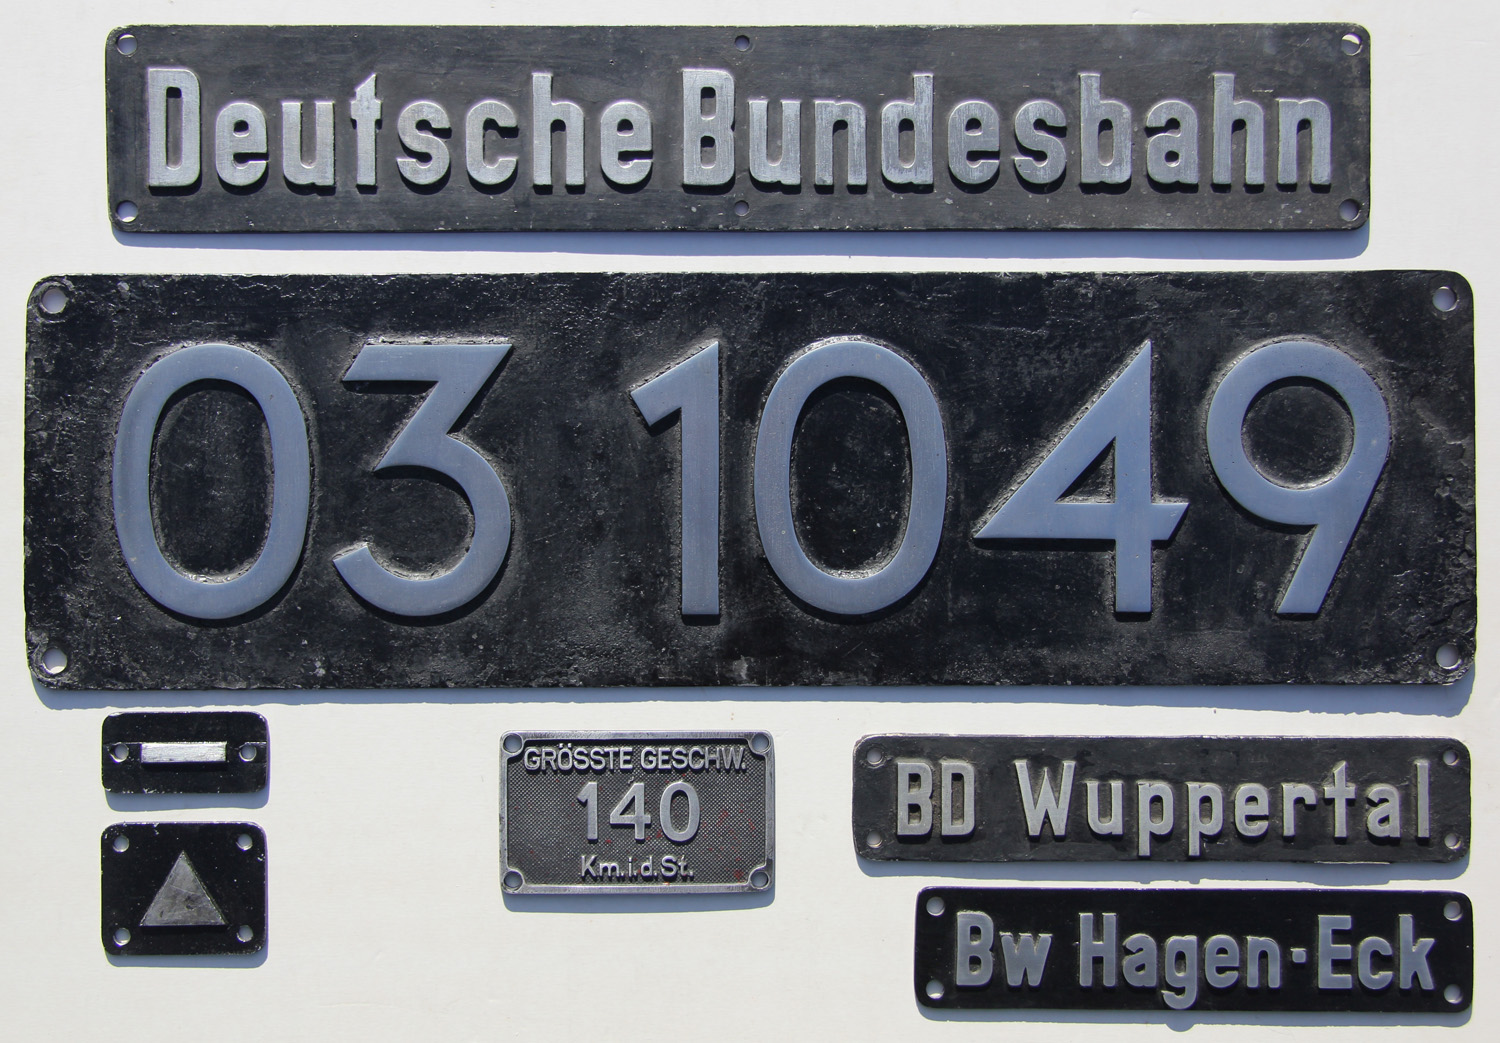 Deutsche Bundesbahn
03 1049
GRÖSSTE GESCHW.
140
Km.i.d.St.
BD Wuppertal
Bw Hagen-Eck